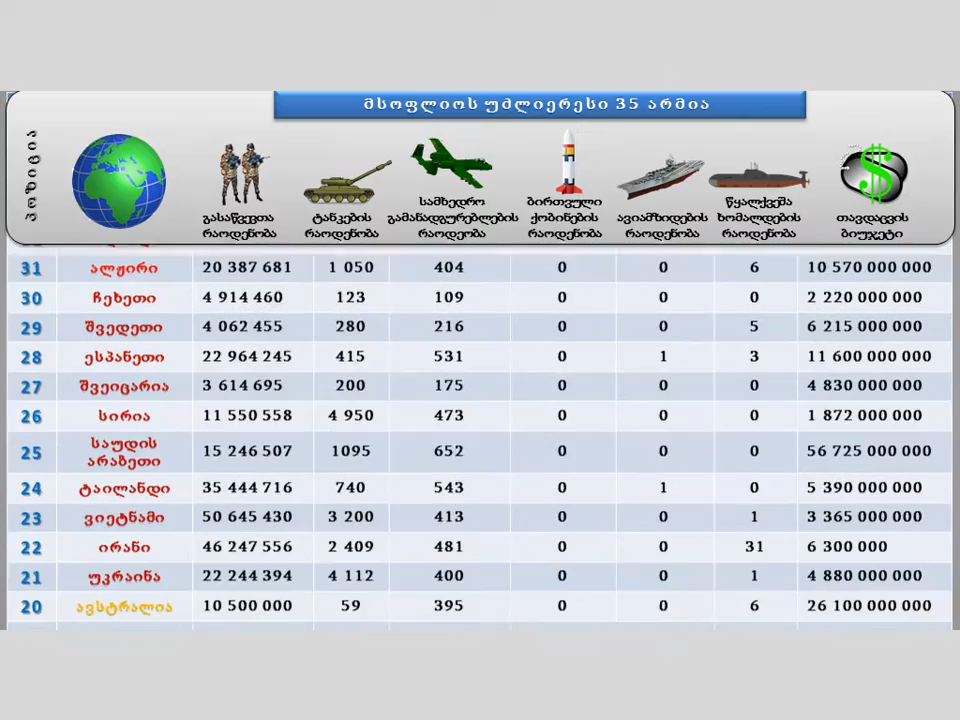 მსოფლიოს უძლიერესი 35 არმია
პოზიცია
გასაწვევთა რაოდენობა
ტანკების რაოდენობა
სამხედრო გამანადგურებლების რაოდეობა
ბირთვული ქობინების რაოდენობა
ავიამზიდების რაოდენობა
წყალქვეშა ხომალდების რაოდენობა
თავდაცვის ბიუჯეტი
31 ალჟირი 20 387 681 1 050 404 0 0 6 10 570 000 000
30 ჩეხეთი 4 914 460 123 109 0 0 0 2 220 000 000
29 შვედეთი 4 062 455 280 216 0 0 5 6 215 000 000
28 ესპანეთი 22 964 245 415 531 0 1 3 11 600 000 000
27 შვეიცარია 3 614 695 200 175 0 0 0 4 830 000 000
26 სირია 11 550 558 4 950 473 0 0 0 1 872 000 000
25 საუდის არაბეთი 15 246 507 1095 652 0 0 0 56 725 000 000
24 ტაილანდი 35 444 716 740 543 0 1 0 5 390 000 000
23 ვიეტნამი 50 645 430 3 200 413 0 0 1 3 365 000 000
22 ირანი 46 247 556 2 409 481 0 0 31 6 300 000
21 უკრაინა 22 244 394 4 112 400 0 0 1 4 880 000 000
20 ავსტრალია 10 500 000 59 395 0 0 6 26 100 000 000